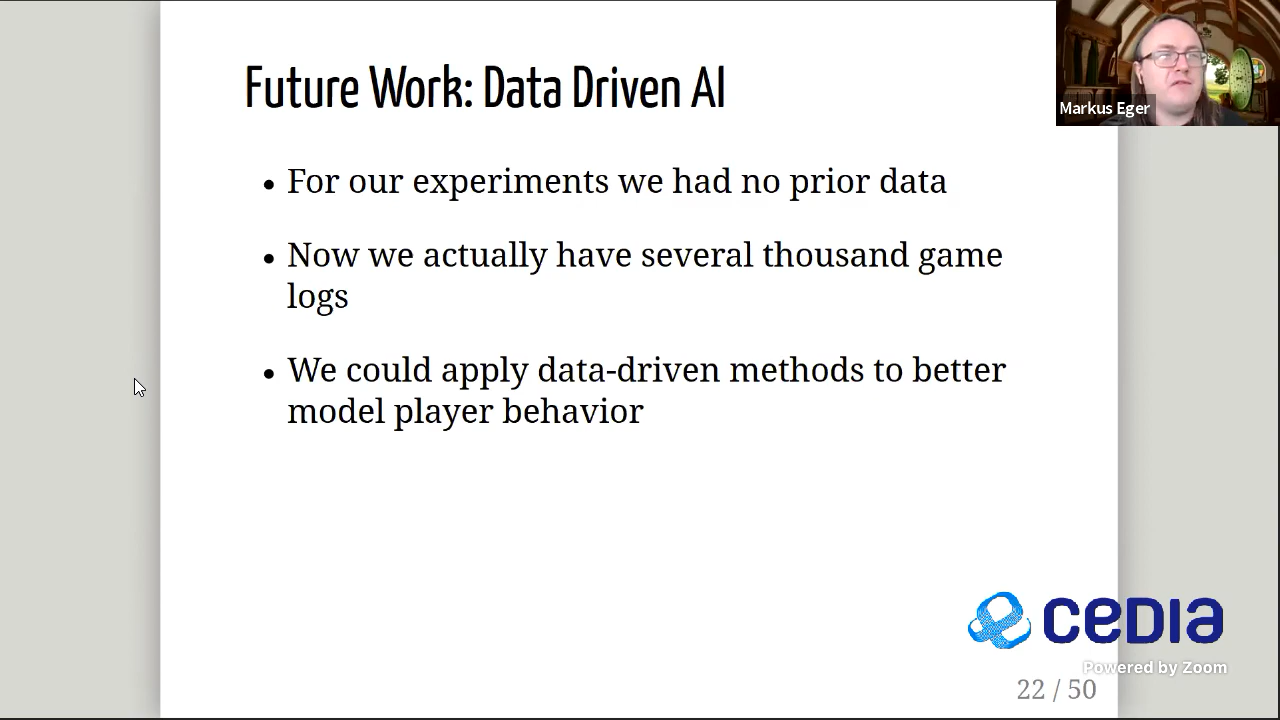 Future Work: Data Driven AI
Markus Eger
• For our experiments we had no prior data
• Now we actually have several thousand game
logs
• We could apply data-driven methods to better
model player behavior
CEDIA
Powered by Zoom
22 / 50